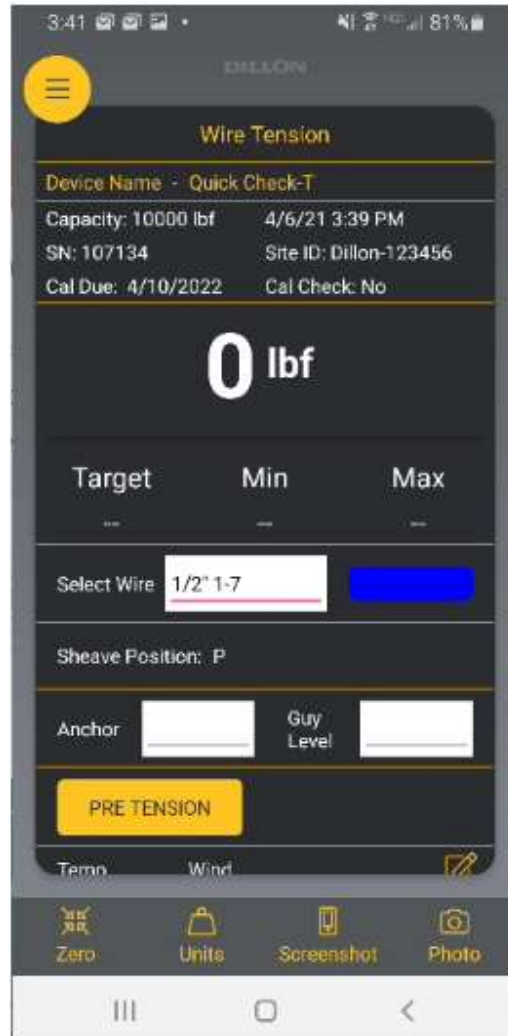 3:41 81%
DILLON
Wire Tension
Device Name - Quick Check-T
Capacity: 10000 lbf 4/6/21 3:39 PM
SN: 107134 Site ID: Dillon-123456
Cal Due: 4/10/2022 Cal Check: No
0 lbf
Target Min Max
-- -- --
Select Wire 1/2" 1-7
Sheave Position: P
Anchor Guy Level
PRE TENSION
Temp Wind
Zero Units Screenshot Photo